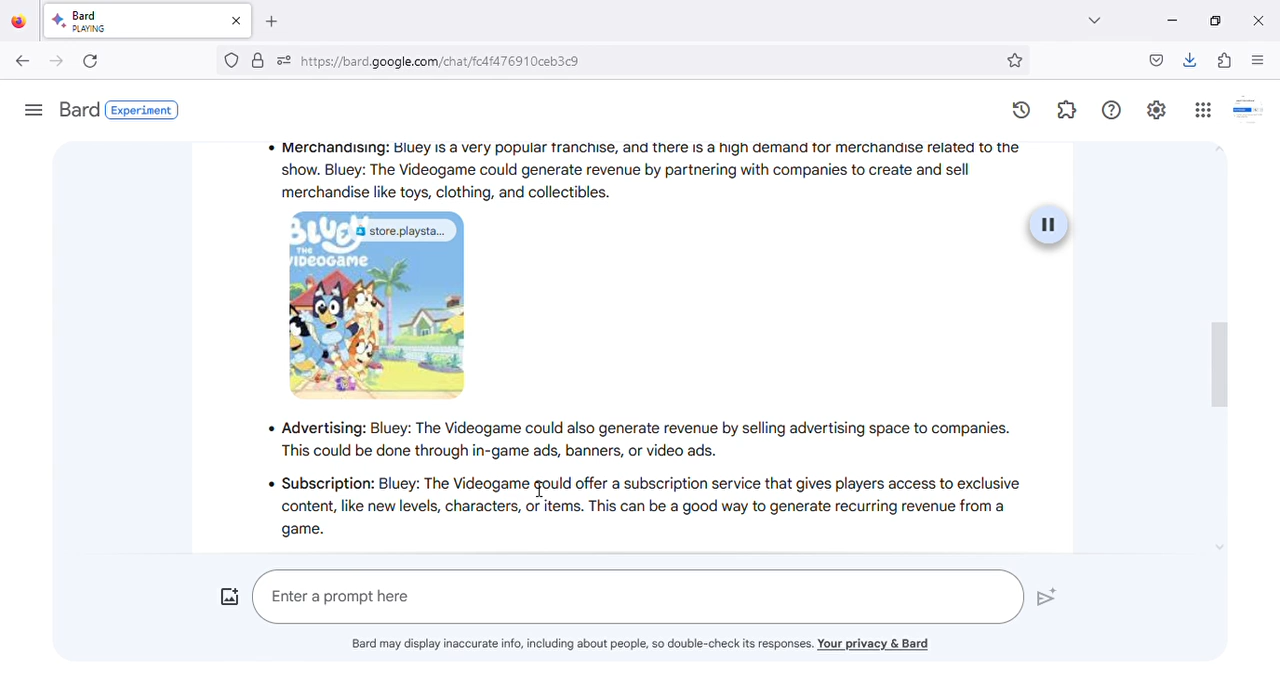 Bard
PLAYING
https://bard.google.com/chat/fc4f476910ceb3c9
Bard Experiment
• Merchandising: Bluey is a very popular franchise, and there is a high demand for merchandise related to the
show. Bluey: The Videogame could generate revenue by partnering with companies to create and sell
merchandise like toys, clothing, and collectibles.
store.playsta...
BLUEY
THE
VIDEOGAME
• Advertising: Bluey: The Videogame could also generate revenue by selling advertising space to companies.
This could be done through in-game ads, banners, or video ads.
• Subscription: Bluey: The Videogame could offer a subscription service that gives players access to exclusive
content, like new levels, characters, or items. This can be a good way to generate recurring revenue from a
game.
Enter a prompt here
Bard may display inaccurate info, including about people, so double-check its responses. Your privacy & Bard